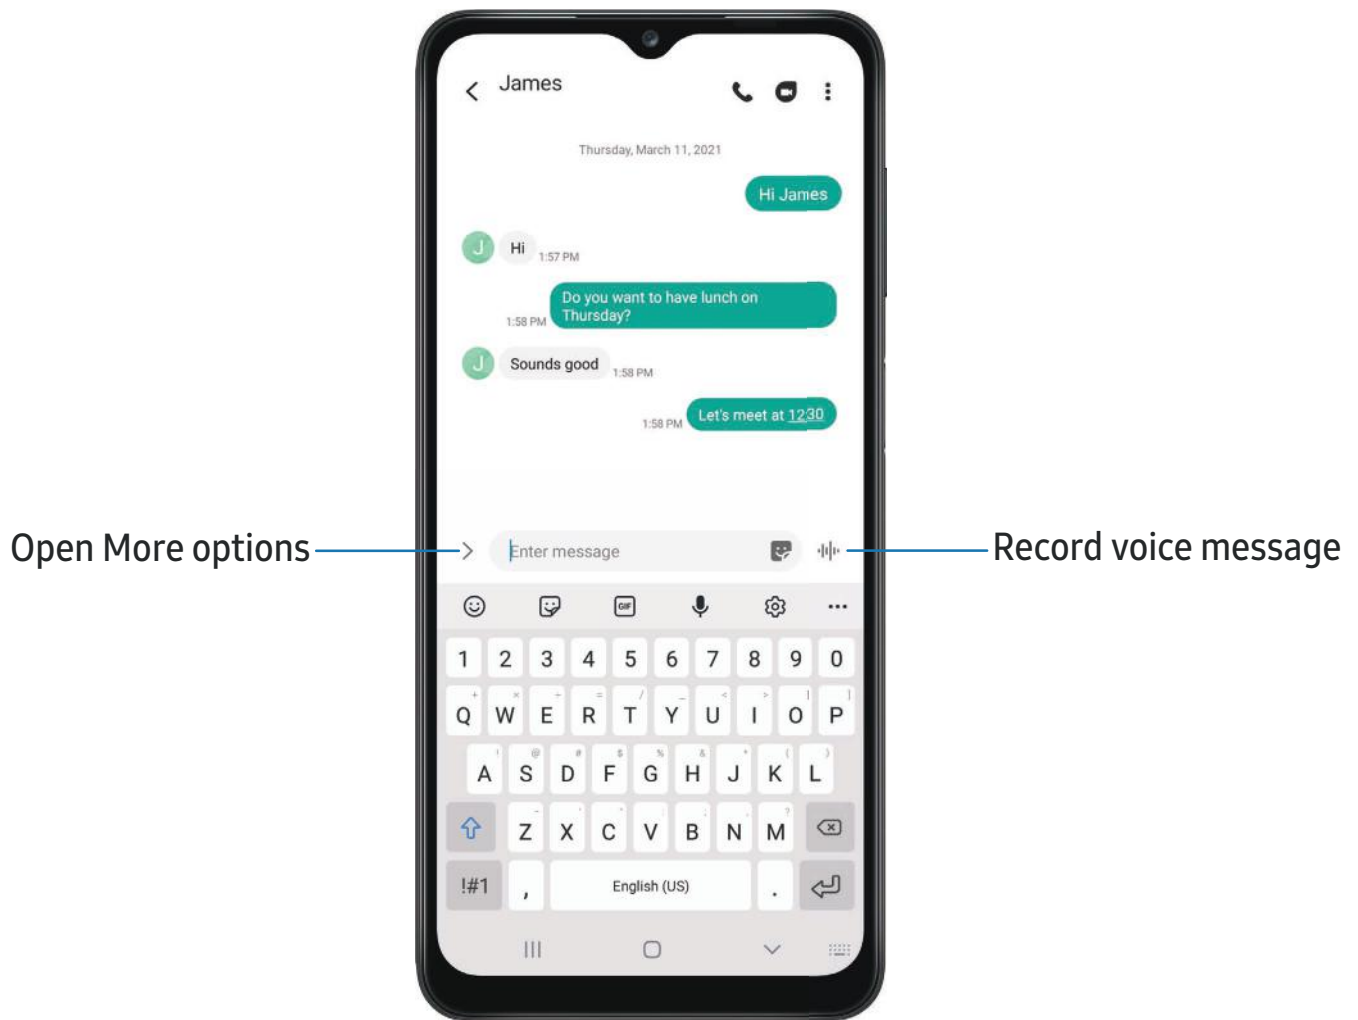 James
Thursday, March 11, 2021
Hi James
J Hi 1:57 PM
Do you want to have lunch on
Thursday?
1:58 PM
J Sounds good 1:58 PM
1:58 PM Let's meet at 1230
Open More options
Enter message
Record voice message
GIF
1 2 3 4 5 6 7 8 9 0
+ × ÷ = / _ < > [ ]
Q W E R T Y U I O P
! @ # $ % & * ( )
A S D F G H J K L
- ' " : ; , ?
Z X C V B N M
!#1 , English (US) .